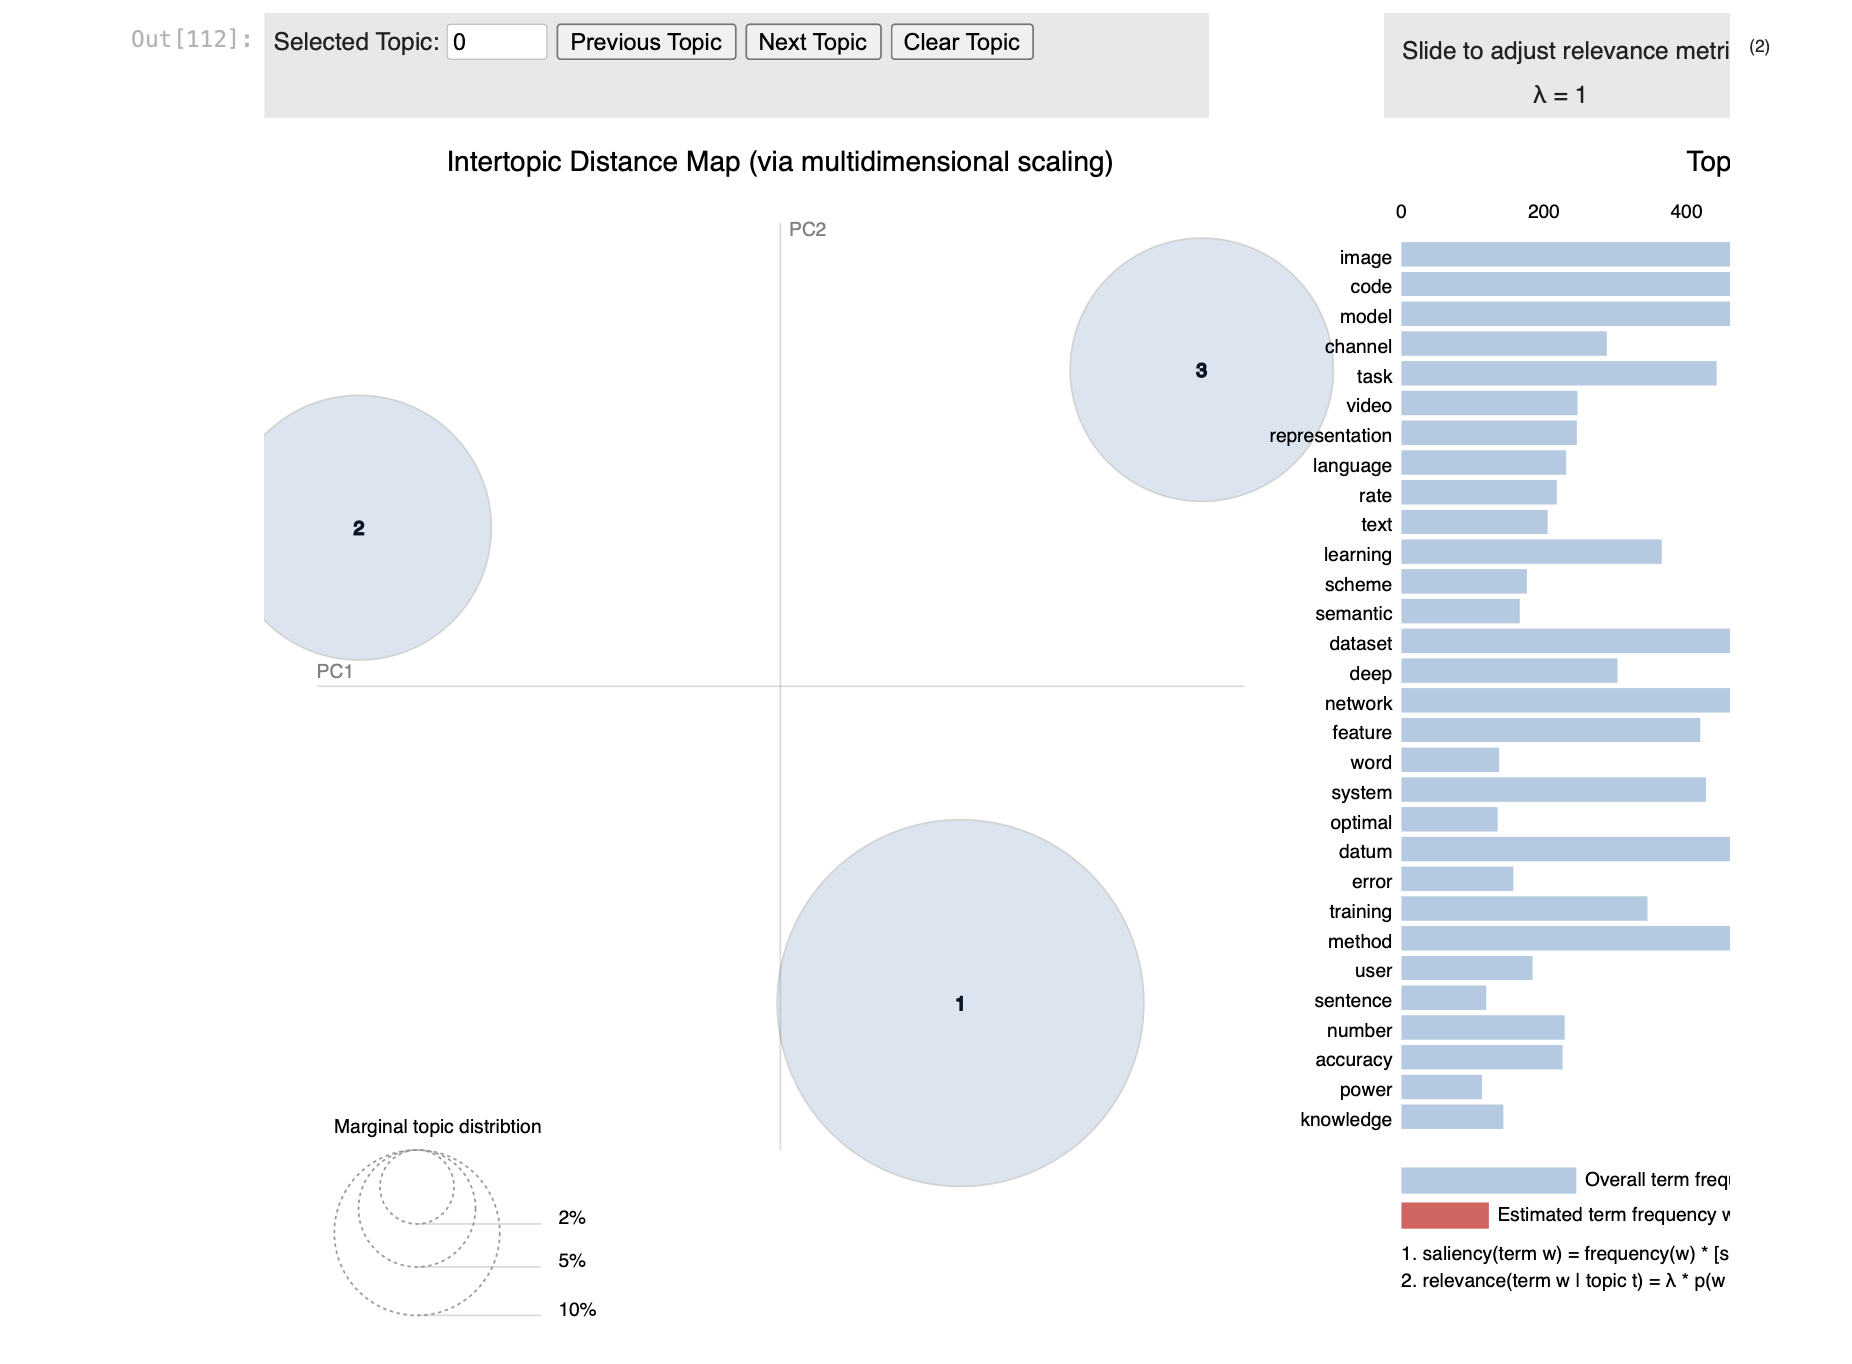 Out[112]:
Selected Topic: 0 Previous Topic Next Topic Clear Topic
Slide to adjust relevance metri (2)
λ = 1
Intertopic Distance Map (via multidimensional scaling)
PC2
3
2
PC1
1
Marginal topic distribtion
2%
5%
10%
Top
0 200 400
image
code
model
channel
task
video
representation
language
rate
text
learning
scheme
semantic
dataset
deep
network
feature
word
system
optimal
datum
error
training
method
user
sentence
number
accuracy
power
knowledge
Overall term freq
Estimated term frequency w
1. saliency(term w) = frequency(w) * [s
2. relevance(term w | topic t) = λ * p(w